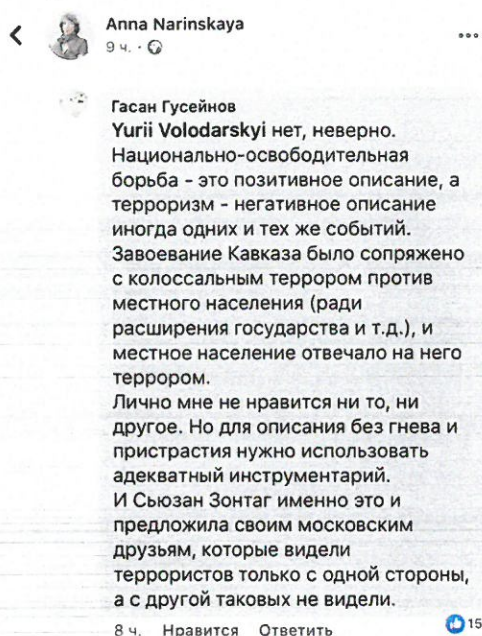 Anna Narinskaya
9 ч. ·
Гасан Гусейнов
Yurii Volodarskyi нет, неверно.
Национально-освободительная
борьба - это позитивное описание, а
терроризм - негативное описание
иногда одних и тех же событий.
Завоевание Кавказа было сопряжено
с колоссальным террором против
местного населения (ради
расширения государства и т.д.), и
местное население отвечало на него
террором.
Лично мне не нравится ни то, ни
другое. Но для описания без гнева и
пристрастия нужно использовать
адекватный инструментарий.
И Сьюзан Зонтаг именно это и
предложила своим московским
друзьям, которые видели
террористов только с одной стороны,
а с другой таковых не видели.
8 ч. Нравится Ответить 15